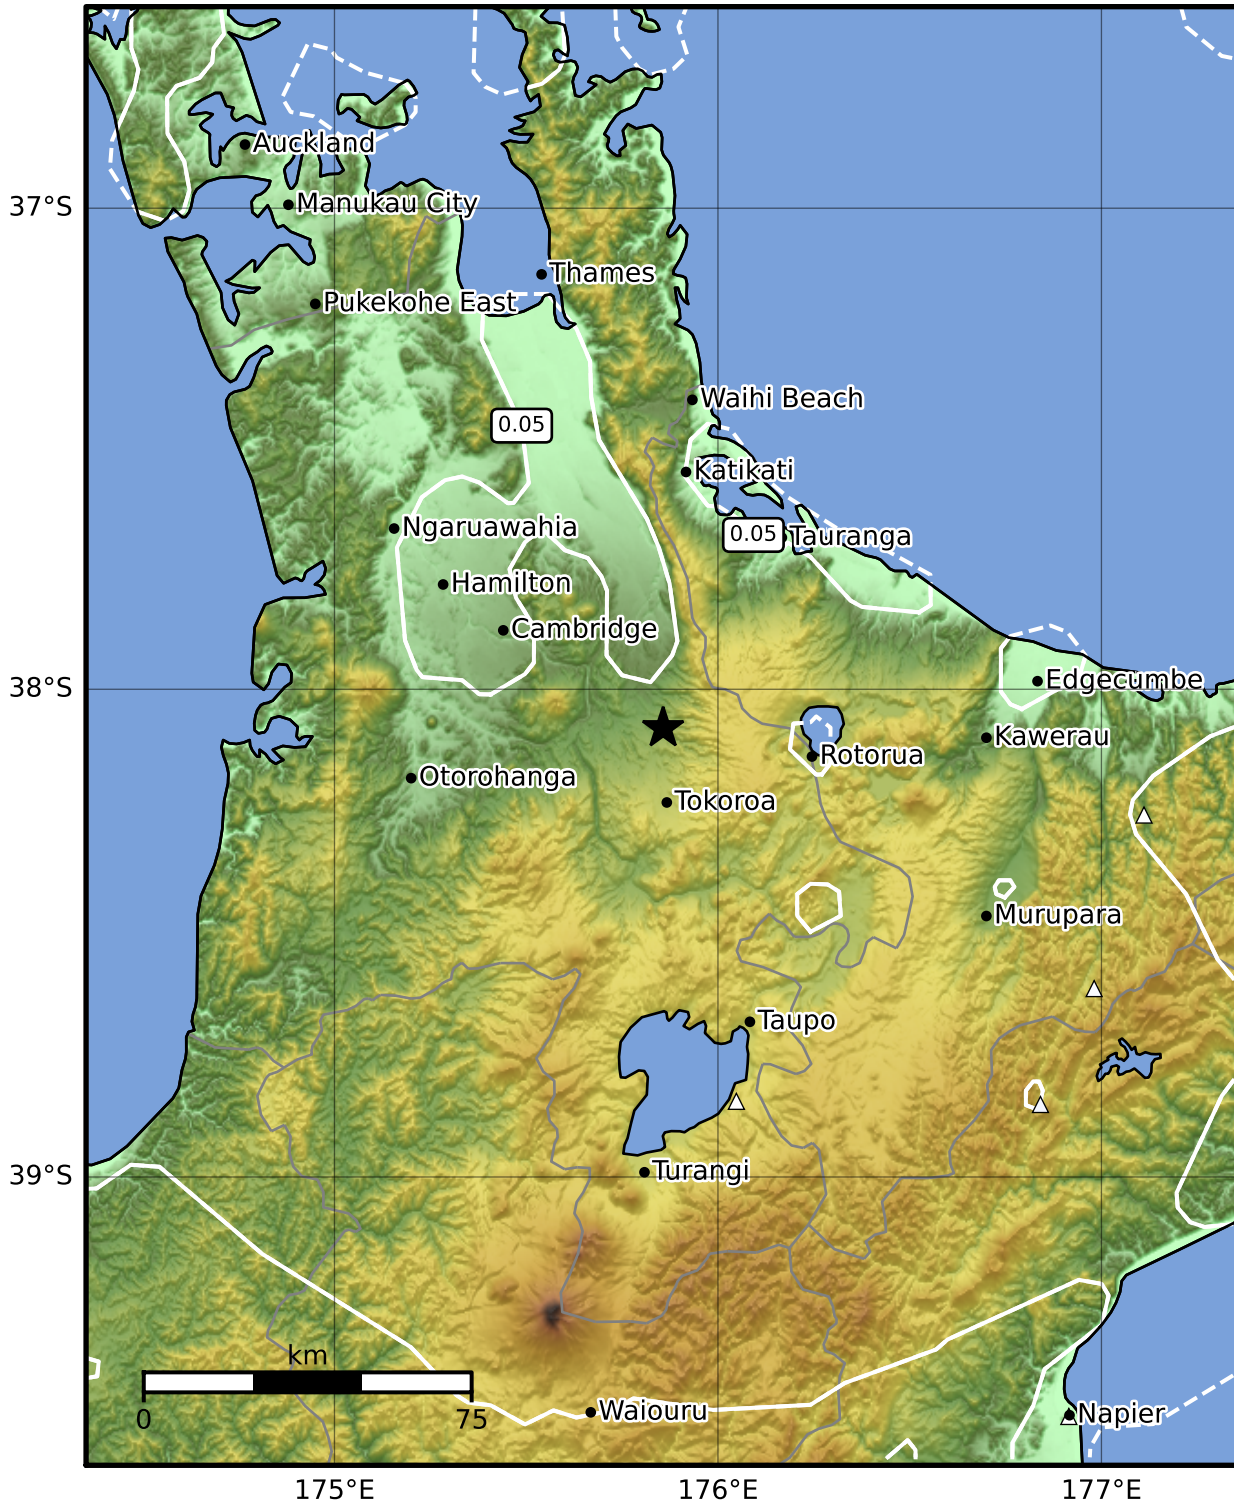 Auckland
Manukau City
37°S
Thames
Pukekohe East
Waihi Beach
0.05
Katikati
Ngaruawahia
0.05
Tauranga
Hamilton
Cambridge
38°S
Edgecumbe
Kawerau
Rotorua
Otorohanga
Tokoroa
Murupara
Taupo
39°S
Turangi
km
0
75
Waiouru
Napier
175°E
176°E
177°E